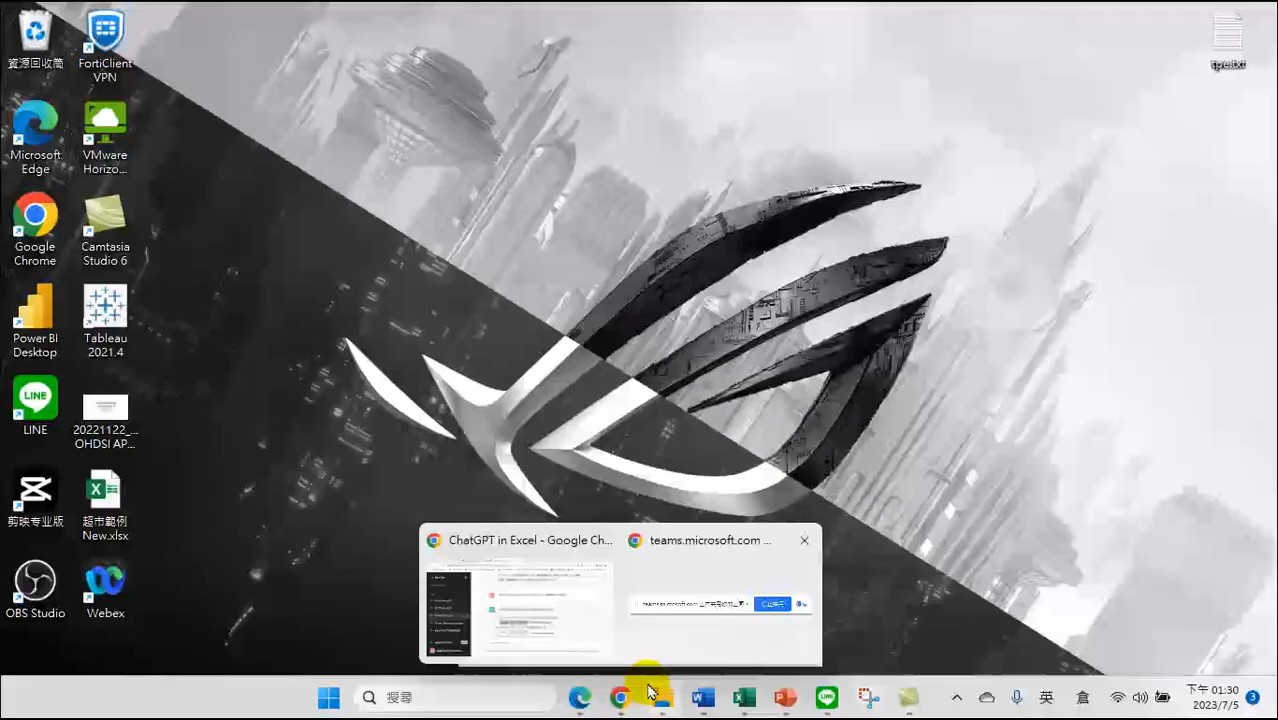 資源回收筒
FortiClient
VPN
tpe.txt
Microsoft
Edge
VMware
Horizo...
Google
Chrome
Camtasia
Studio 6
Power BI
Desktop
Tableau
2021.4
LINE
LINE
20221122_...
OHDSI AP...
剪映专业版
超市範例
New.xlsx
OBS Studio
Webex
ChatGPT in Excel - Google Ch...
teams.microsoft.com ...
搜尋
英
下午 01:30
2023/7/5
3